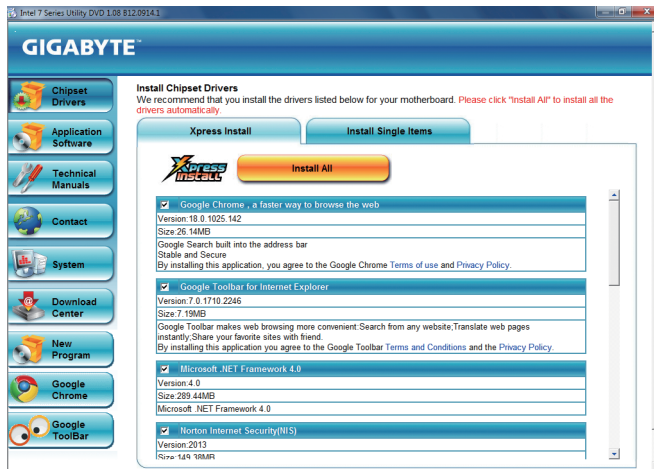 Intel 7 Series Utility DVD 1.08 B12.0914.1
GIGABYTE™
Chipset
Drivers
Application
Software
Technical
Manuals
Contact
System
Download
Center
New
Program
Google
Chrome
Google
ToolBar
Install Chipset Drivers
We recommend that you install the drivers listed below for your motherboard. Please click "Install All" to install all the
drivers automatically.
Xpress Install
Install Single Items
Xpress
Install
Install All
Google Chrome , a faster way to browse the web
Version:18.0.1025.142
Size:26.14MB
Google Search built into the address bar
Stable and Secure
By installing this application, you agree to the Google Chrome Terms of use and Privacy Policy.
Google Toolbar for Internet Explorer
Version:7.0.1710.2246
Size:7.19MB
Google Toolbar makes web browsing more convenient:Search from any website;Translate web pages
instantly;Share your favorite sites with friend.
By installing this application you agree to the Google Toolbar Terms and Conditions and the Privacy Policy.
Microsoft .NET Framework 4.0
Version:4.0
Size:289.44MB
Microsoft .NET Framework 4.0
Norton Internet Security(NIS)
Version:2013
Size:149.38MB